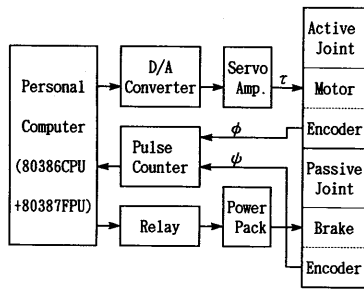 Personal
Computer
(80386CPU
+80387FPU)
D/A
Converter
Servo
Amp.
τ
Pulse
Counter
ϕ
ψ
Relay
Power
Pack
Active
Joint
Motor
Encoder
Passive
Joint
Brake
Encoder